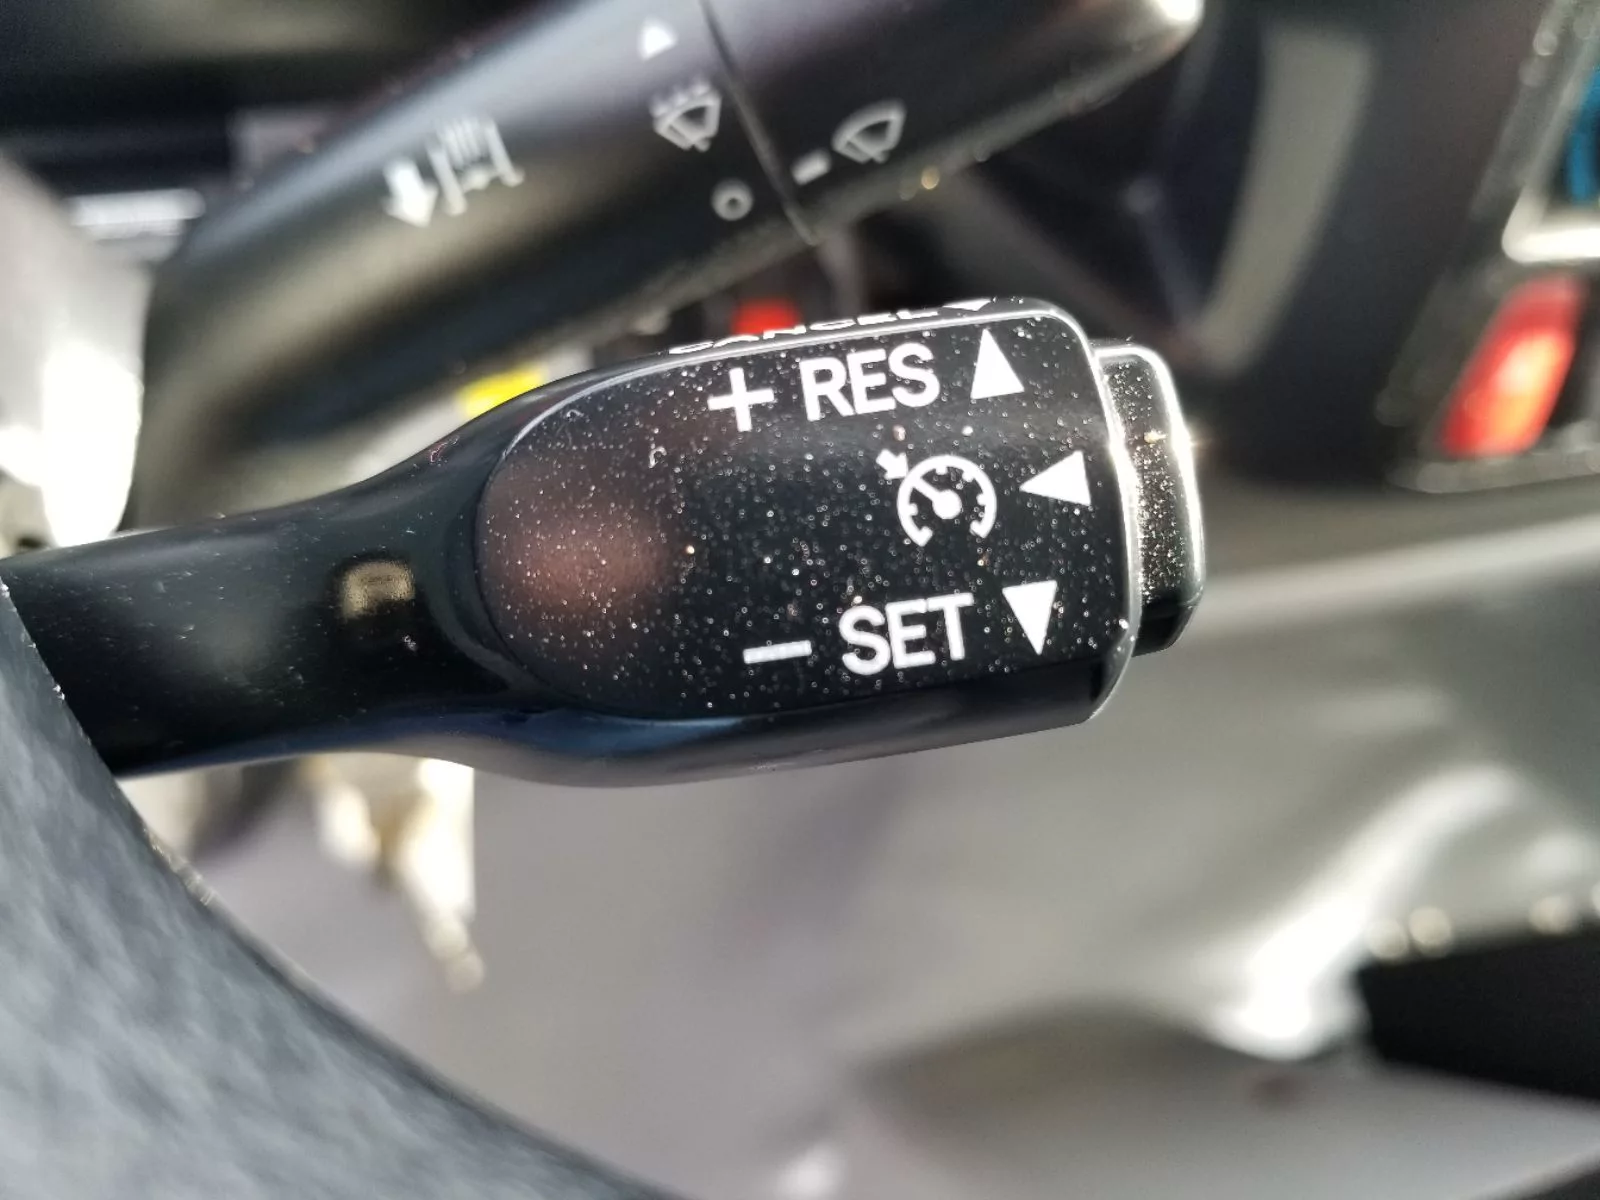 CANCEL
+ RES
− SET